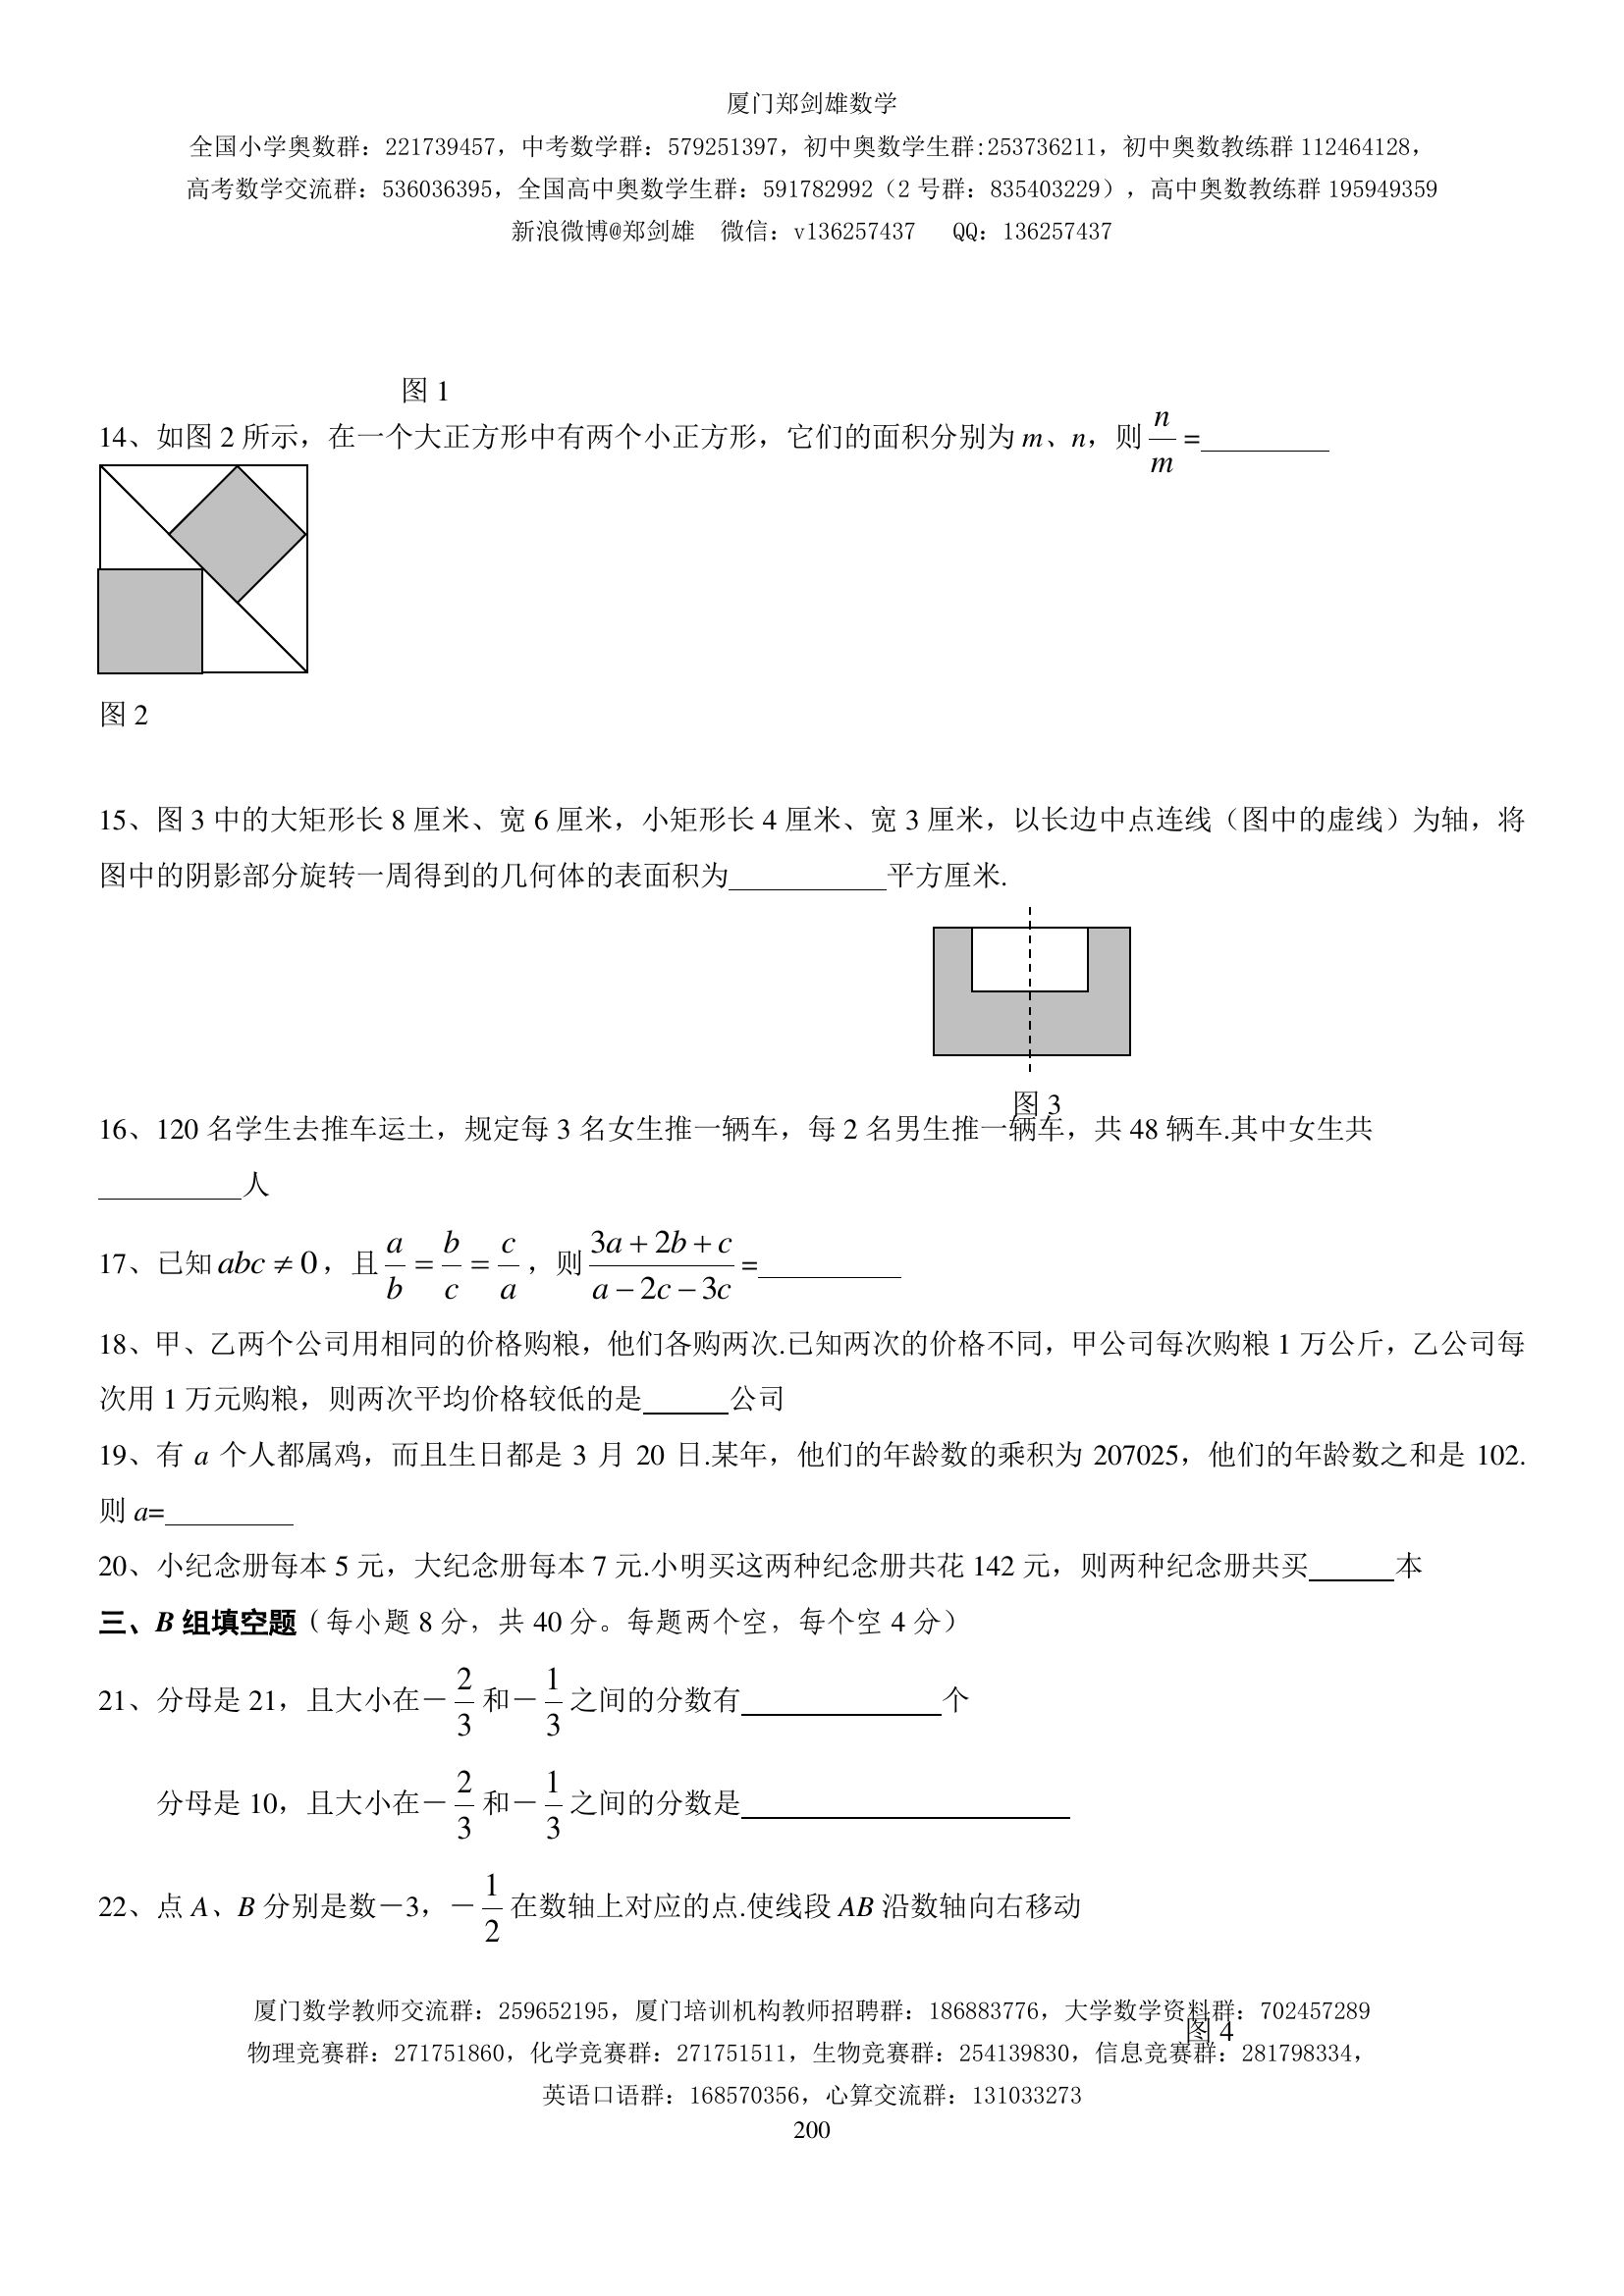 厦门郑剑雄数学
全国小学奥数群：221739457，中考数学群：579251397，初中奥数学生群:253736211，初中奥数教练群 112464128，
高考数学交流群：536036395，全国高中奥数学生群：591782992（2 号群：835403229），高中奥数教练群 195949359
新浪微博@郑剑雄 微信：v136257437 QQ：136257437
图 1
14、如图 2 所示，在一个大正方形中有两个小正方形，它们的面积分别为 m、n，则 n/m =________
图 2
15、图 3 中的大矩形长 8 厘米、宽 6 厘米，小矩形长 4 厘米、宽 3 厘米，以长边中点连线（图中的虚线）为轴，将
图中的阴影部分旋转一周得到的几何体的表面积为__________平方厘米.
图 3
16、120 名学生去推车运土，规定每 3 名女生推一辆车，每 2 名男生推一辆车，共 48 辆车.其中女生共
__________人
17、已知 abc ≠ 0，且 a/b = b/c = c/a，则 (3a + 2b + c)/(a − 2c − 3c) =__________
18、甲、乙两个公司用相同的价格购粮，他们各购两次.已知两次的价格不同，甲公司每次购粮 1 万公斤，乙公司每
次用 1 万元购粮，则两次平均价格较低的是______公司
19、有 a 个人都属鸡，而且生日都是 3 月 20 日.某年，他们的年龄数的乘积为 207025，他们的年龄数之和是 102.
则 a=_________
20、小纪念册每本 5 元，大纪念册每本 7 元.小明买这两种纪念册共花 142 元，则两种纪念册共买______本
三、B 组填空题（每小题 8 分，共 40 分。每题两个空，每个空 4 分）
21、分母是 21，且大小在－2/3 和－1/3 之间的分数有______________个
分母是 10，且大小在－2/3 和－1/3 之间的分数是_______________________
22、点 A、B 分别是数－3，－1/2 在数轴上对应的点.使线段 AB 沿数轴向右移动
厦门数学教师交流群：259652195，厦门培训机构教师招聘群：186883776，大学数学资料群：702457289
图 4
物理竞赛群：271751860，化学竞赛群：271751511，生物竞赛群：254139830，信息竞赛群：281798334，
英语口语群：168570356，心算交流群：131033273
200